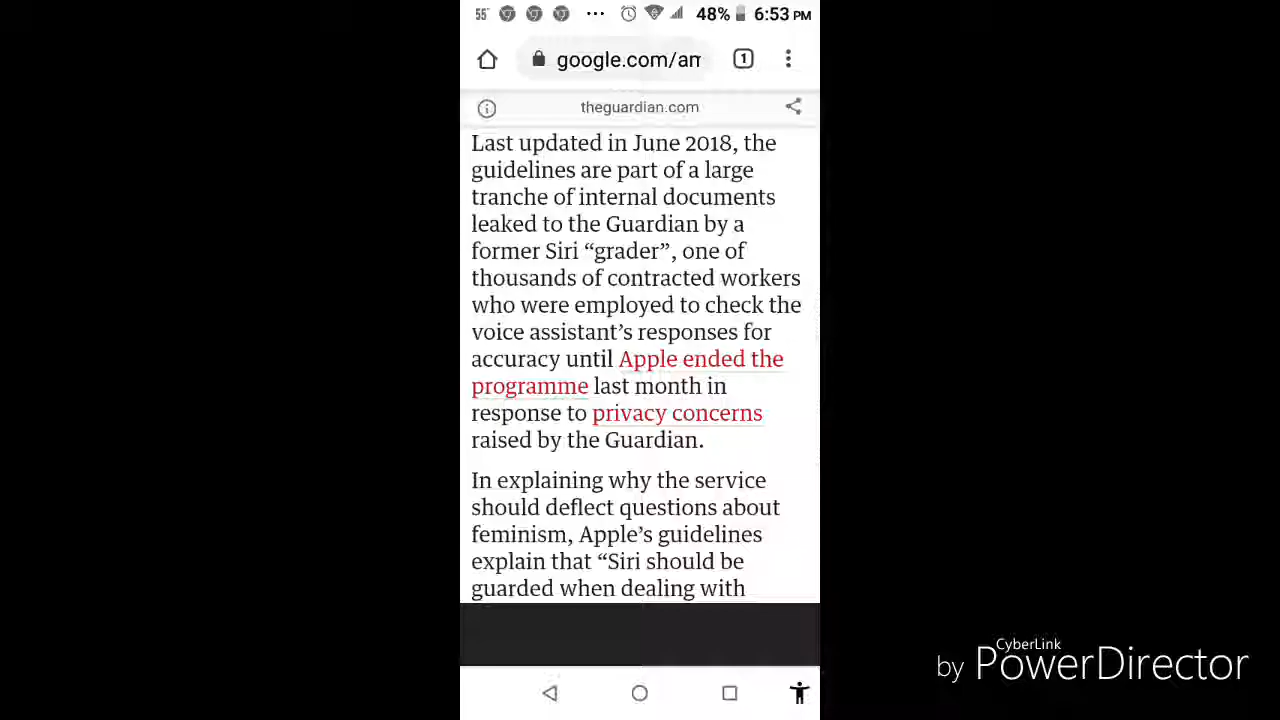 55° 48% 6:53 PM
google.com/am
1
theguardian.com
Last updated in June 2018, the
guidelines are part of a large
tranche of internal documents
leaked to the Guardian by a
former Siri “grader”, one of
thousands of contracted workers
who were employed to check the
voice assistant’s responses for
accuracy until Apple ended the
programme last month in
response to privacy concerns
raised by the Guardian.
In explaining why the service
should deflect questions about
feminism, Apple’s guidelines
explain that “Siri should be
guarded when dealing with
by CyberLink PowerDirector